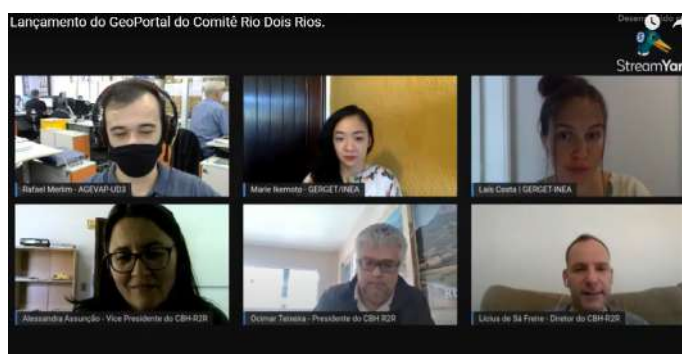 Lançamento do GeoPortal do Comitê Rio Dois Rios.
Desenvolvido
StreamYar
Rafael Merlim - AGEVAP-UD3
Marie Ikemoto - GERGET/INEA
Laís Costa | GERGET-INEA
Alessandra Assunção - Vice Presidente do CBH-R2R
Ocimar Teixeira - Presidente do CBH R2R
Licius de Sá Freire - Diretor do CBH-R2R